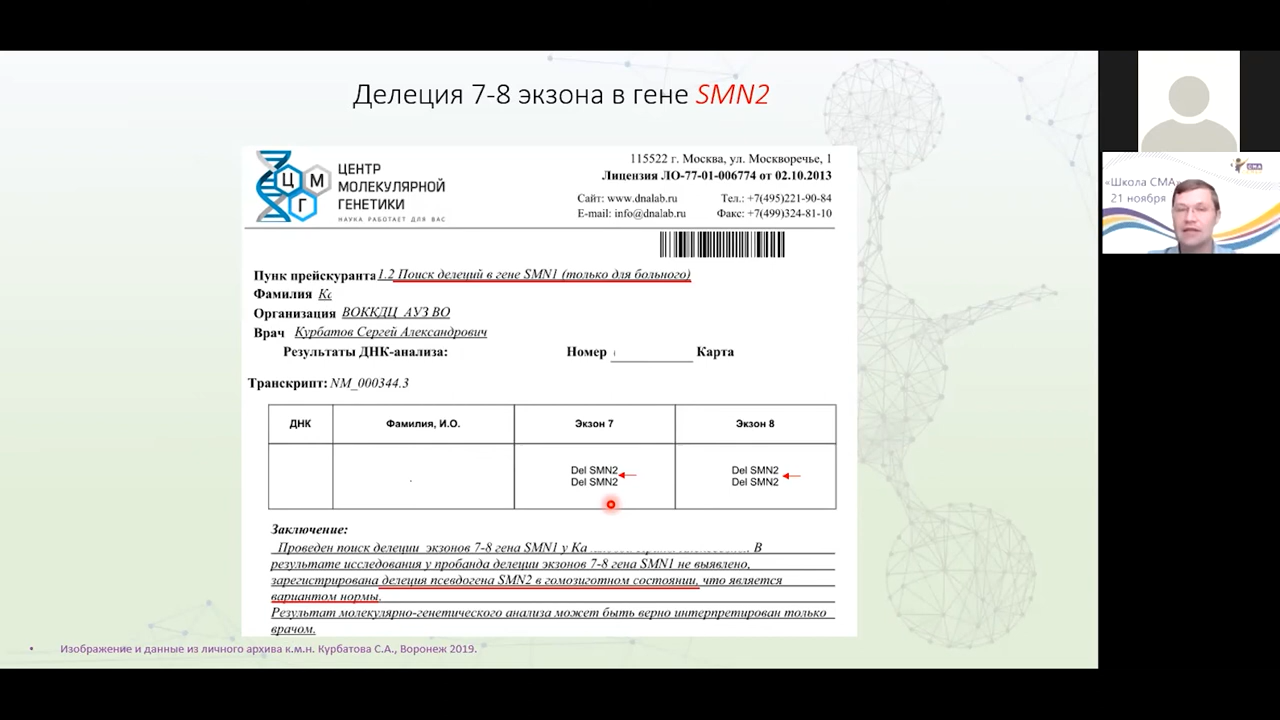 Делеция 7-8 экзона в гене SMN2
Ц М Г
ЦЕНТР
МОЛЕКУЛЯРНОЙ
ГЕНЕТИКИ
НАУКА РАБОТАЕТ ДЛЯ ВАС
115522 г. Москва, ул. Москворечье, 1
Лицензия ЛО-77-01-006774 от 02.10.2013
Сайт: www.dnalab.ru Тел.: +7(495)221-90-84
E-mail: info@dnalab.ru Факс: +7(499)324-81-10
Пунк прейскуранта 1.2 Поиск делеций в гене SMN1 (только для больного)
Фамилия
Организация ВОККДЦ АУЗ ВО
Врач Курбатов Сергей Александрович
Результаты ДНК-анализа: Номер Карта
Транскрипт: NM_000344.3
ДНК Фамилия, И.О. Экзон 7 Экзон 8
Del SMN2 Del SMN2
Del SMN2 Del SMN2
Заключение:
Проведен поиск делеции экзонов 7-8 гена SMN1 у Ка В
результате исследования у пробанда делеции экзонов 7-8 гена SMN1 не выявлено,
зарегистрирована делеция псевдогена SMN2 в гомозиготном состоянии, что является
вариантом нормы.
Результат молекулярно-генетического анализа может быть верно интерпретирован только
врачом.
• Изображение и данные из личного архива к.м.н. Курбатова С.А., Воронеж 2019.
СМА
«Школа СМА»
21 ноября